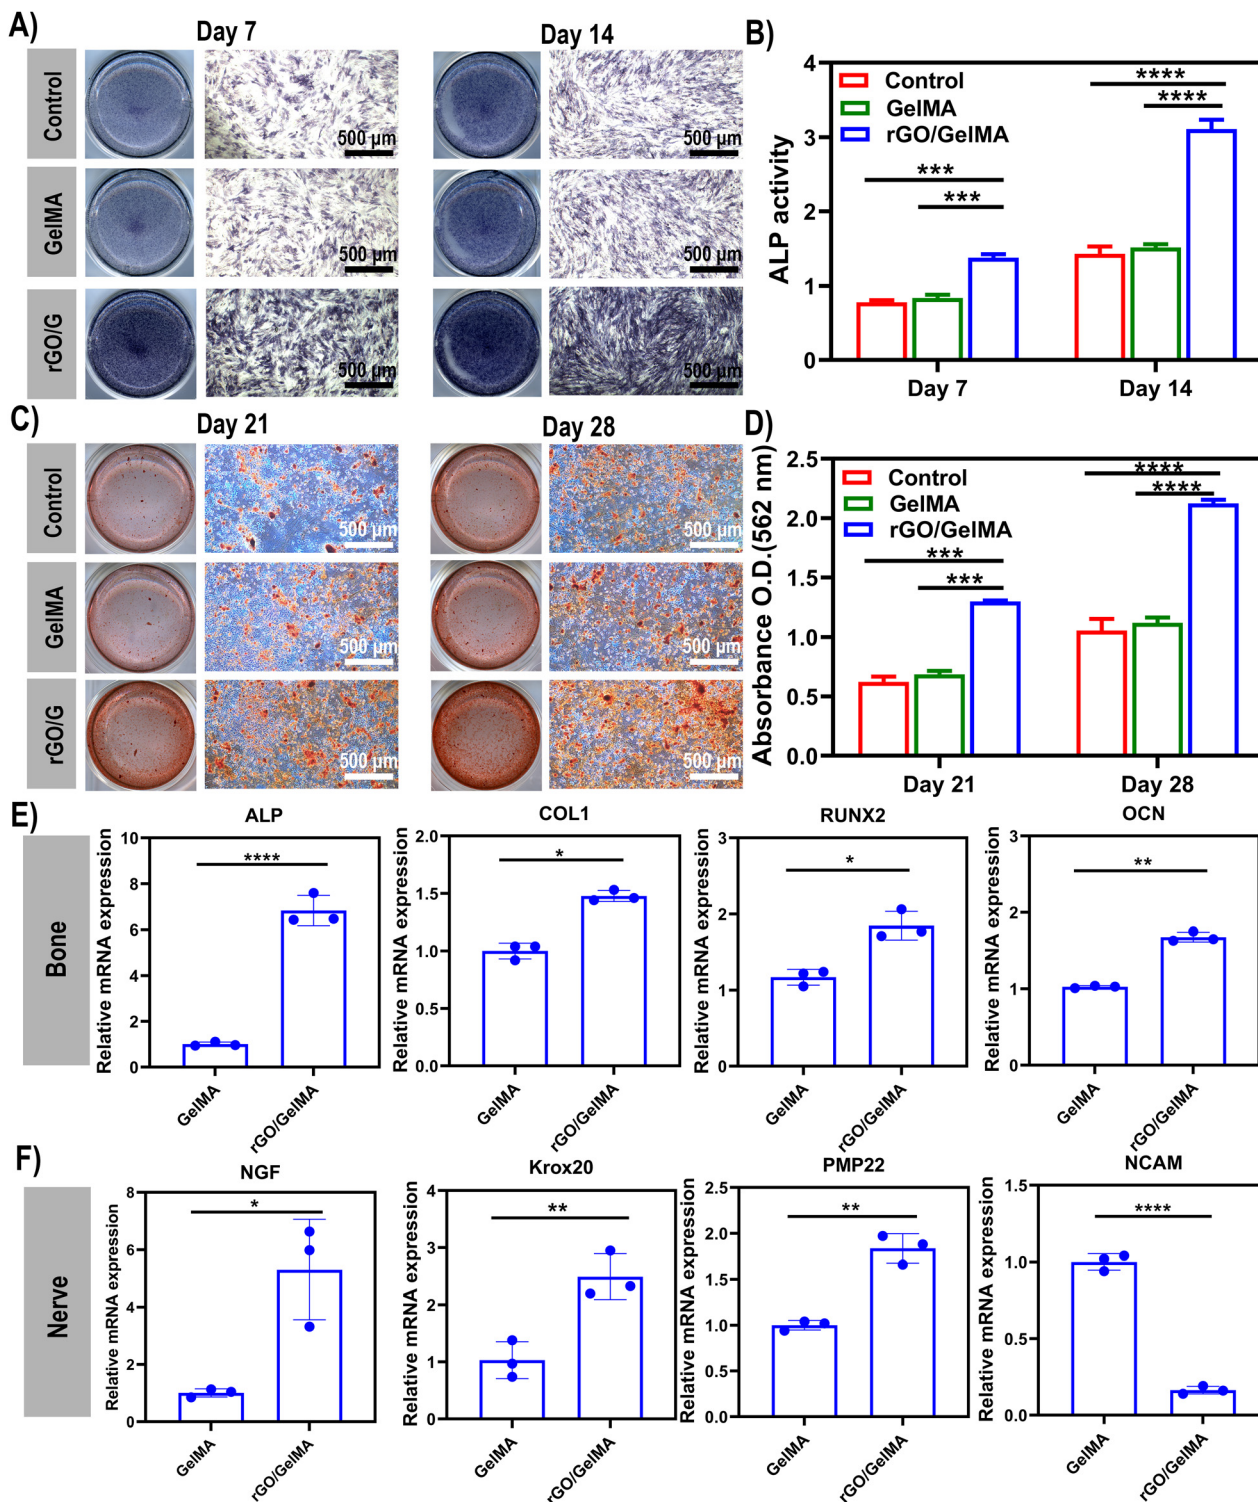 A)
Day 7
Day 14
Control
500 µm
500 µm
GelMA
500 µm
500 µm
rGO/G
500 µm
500 µm
B)
ALP activity
4
3
2
1
0
Control
GelMA
rGO/GelMA
***
***
****
****
Day 7
Day 14
C)
Day 21
Day 28
Control
500 µm
500 µm
GelMA
500 µm
500 µm
rGO/G
500 µm
500 µm
D)
Absorbance O.D.(562 nm)
2.5
2.0
1.5
1.0
0.5
0.0
Control
GelMA
rGO/GelMA
***
***
****
****
Day 21
Day 28
E)
Bone
ALP
Relative mRNA expression
10
8
6
4
2
0
****
GelMA
rGO/GelMA
COL1
Relative mRNA expression
2.0
1.5
1.0
0.5
0.0
*
GelMA
rGO/GelMA
RUNX2
Relative mRNA expression
3
2
1
0
*
GelMA
rGO/GelMA
OCN
Relative mRNA expression
3
2
1
0
**
GelMA
rGO/GelMA
F)
Nerve
NGF
Relative mRNA expression
8
6
4
2
0
*
GelMA
rGO/GelMA
Krox20
Relative mRNA expression
4
3
2
1
0
**
GelMA
rGO/GelMA
PMP22
Relative mRNA expression
2.5
2.0
1.5
1.0
0.5
0.0
**
GelMA
rGO/GelMA
NCAM
Relative mRNA expression
1.5
1.0
0.5
0.0
****
GelMA
rGO/GelMA